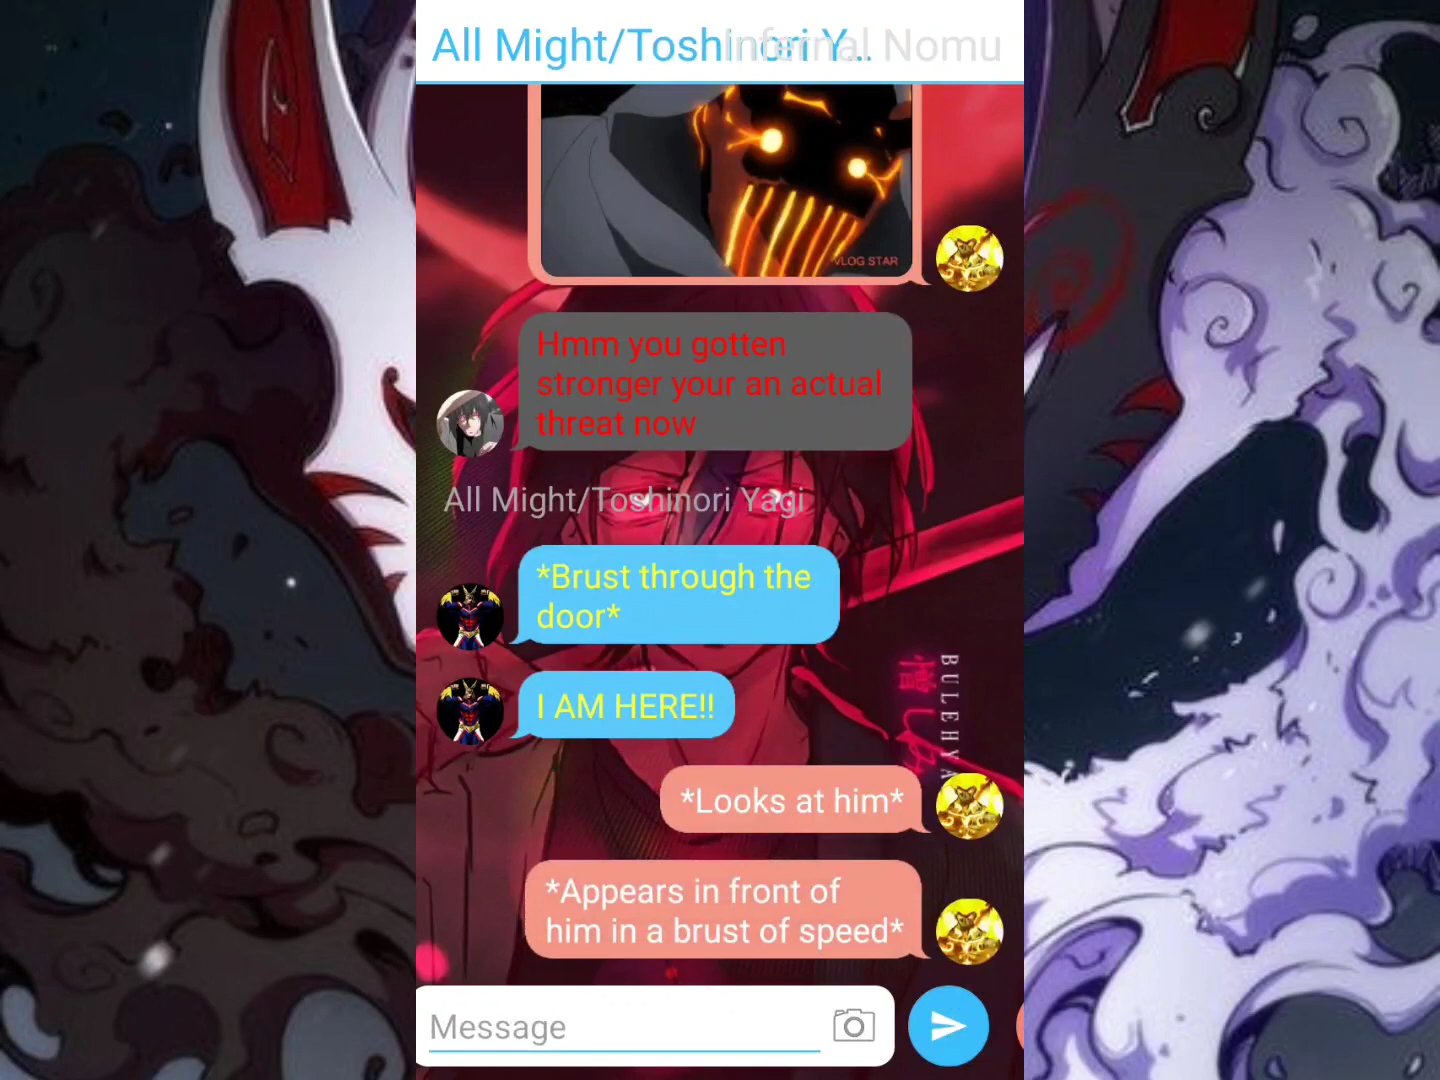 All Might/Toshinori Y...
Infernal Nomu
VLOG STAR
Hmm you gotten
stronger your an actual
threat now
All Might/Toshinori Yagi
*Brust through the
door*
I AM HERE!!
BULEHYA
*Looks at him*
*Appears in front of
him in a brust of speed*
Message